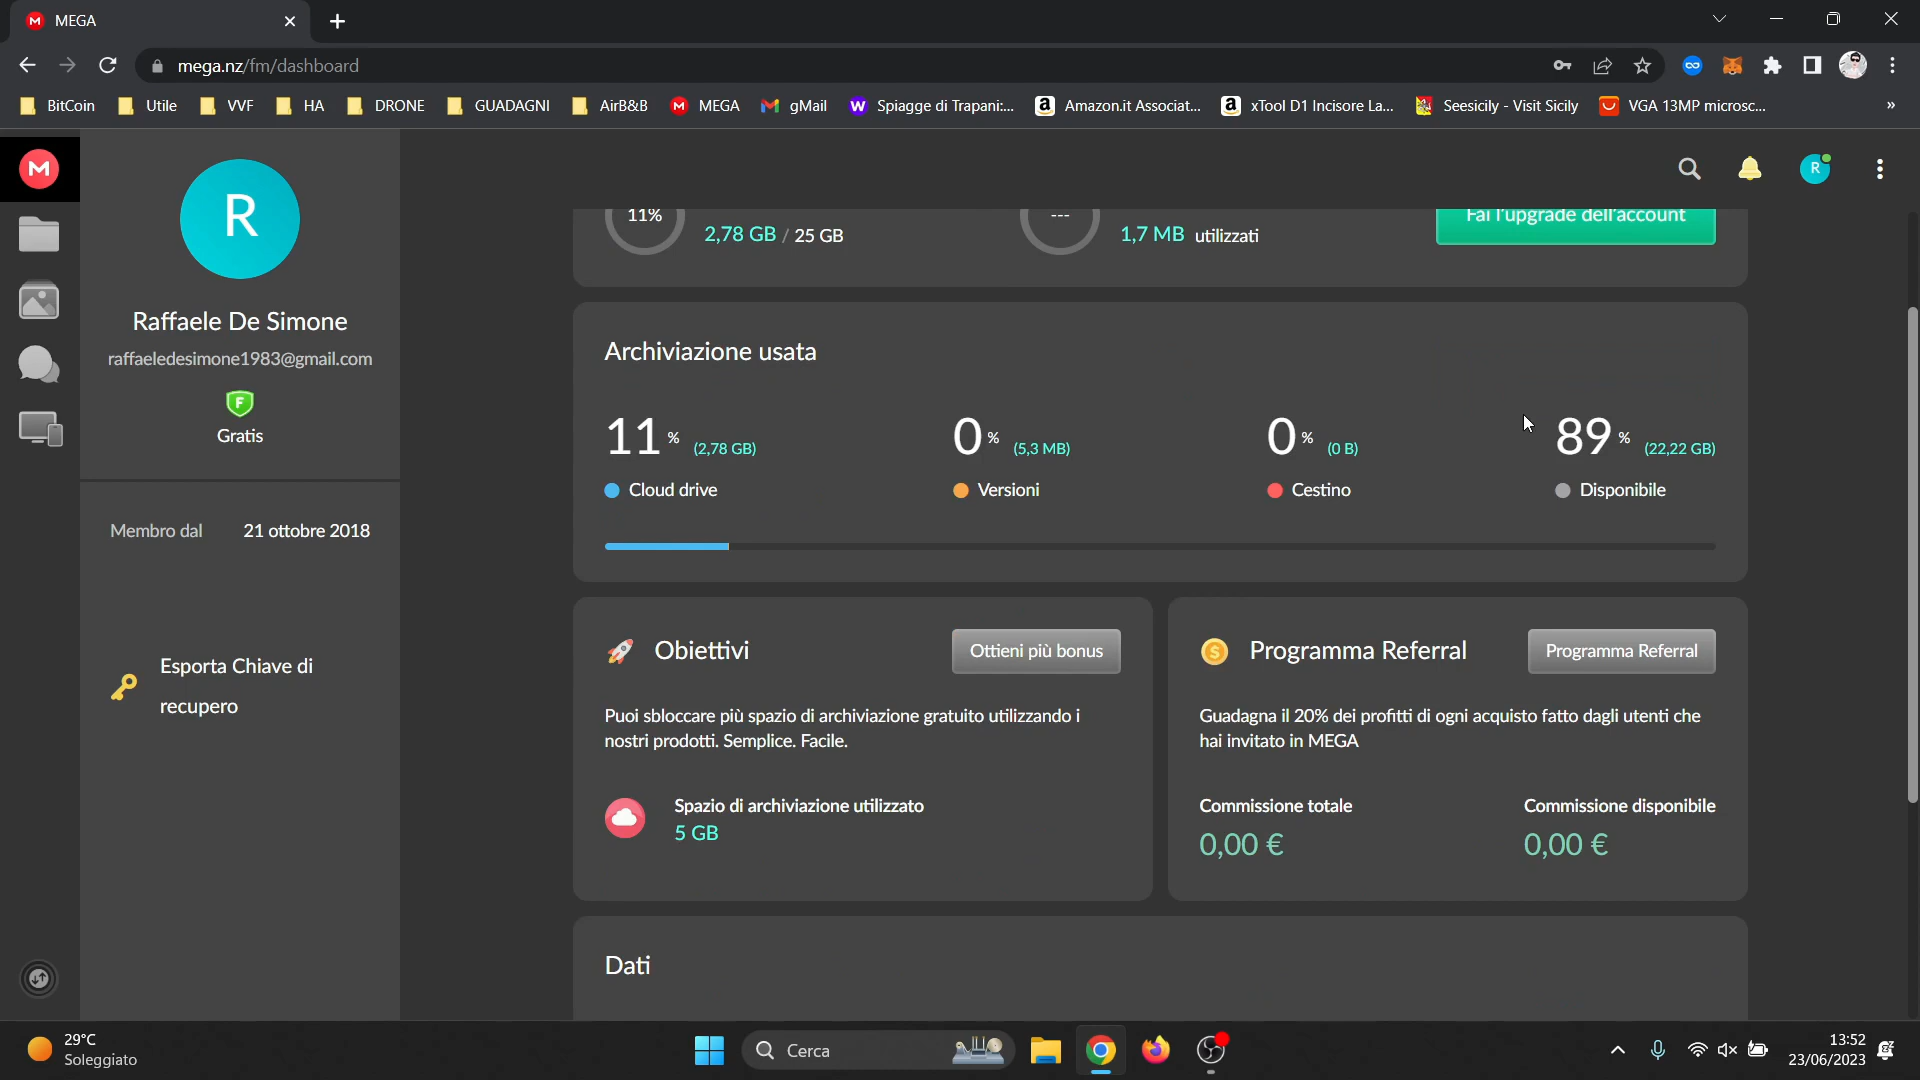 MEGA
mega.nz/fm/dashboard
BitCoin
Utile
VVF
HA
DRONE
GUADAGNI
AirB&B
MEGA
gMail
Spiagge di Trapani:...
Amazon.it Associat...
xTool D1 Incisore La...
Seesicily - Visit Sicily
VGA 13MP microsc...
»
R
Raffaele De Simone
raffaeledesimone1983@gmail.com
F
Gratis
Membro dal 21 ottobre 2018
Esporta Chiave di
recupero
R
11%
2,78 GB / 25 GB
---
1,7 MB utilizzati
Fai l'upgrade dell'account
Archiviazione usata
11 % (2,78 GB)
Cloud drive
0 % (5,3 MB)
Versioni
0 % (0 B)
Cestino
89 % (22,22 GB)
Disponibile
Obiettivi
Ottieni più bonus
Puoi sbloccare più spazio di archiviazione gratuito utilizzando i
nostri prodotti. Semplice. Facile.
Spazio di archiviazione utilizzato
5 GB
Programma Referral
Programma Referral
Guadagna il 20% dei profitti di ogni acquisto fatto dagli utenti che
hai invitato in MEGA
Commissione totale
0,00 €
Commissione disponibile
0,00 €
Dati
29°C
Soleggiato
Cerca
13:52
23/06/2023